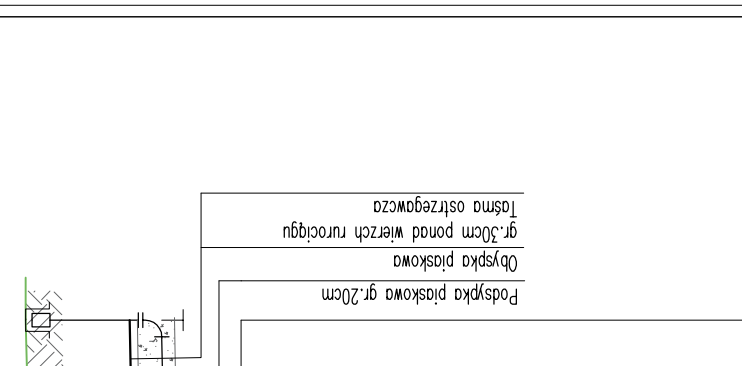 Podsypka piaskowa gr.20cm
Obsypka piaskowa
gr.30cm ponad wierzch rurociągu
Taśma ostrzegawcza